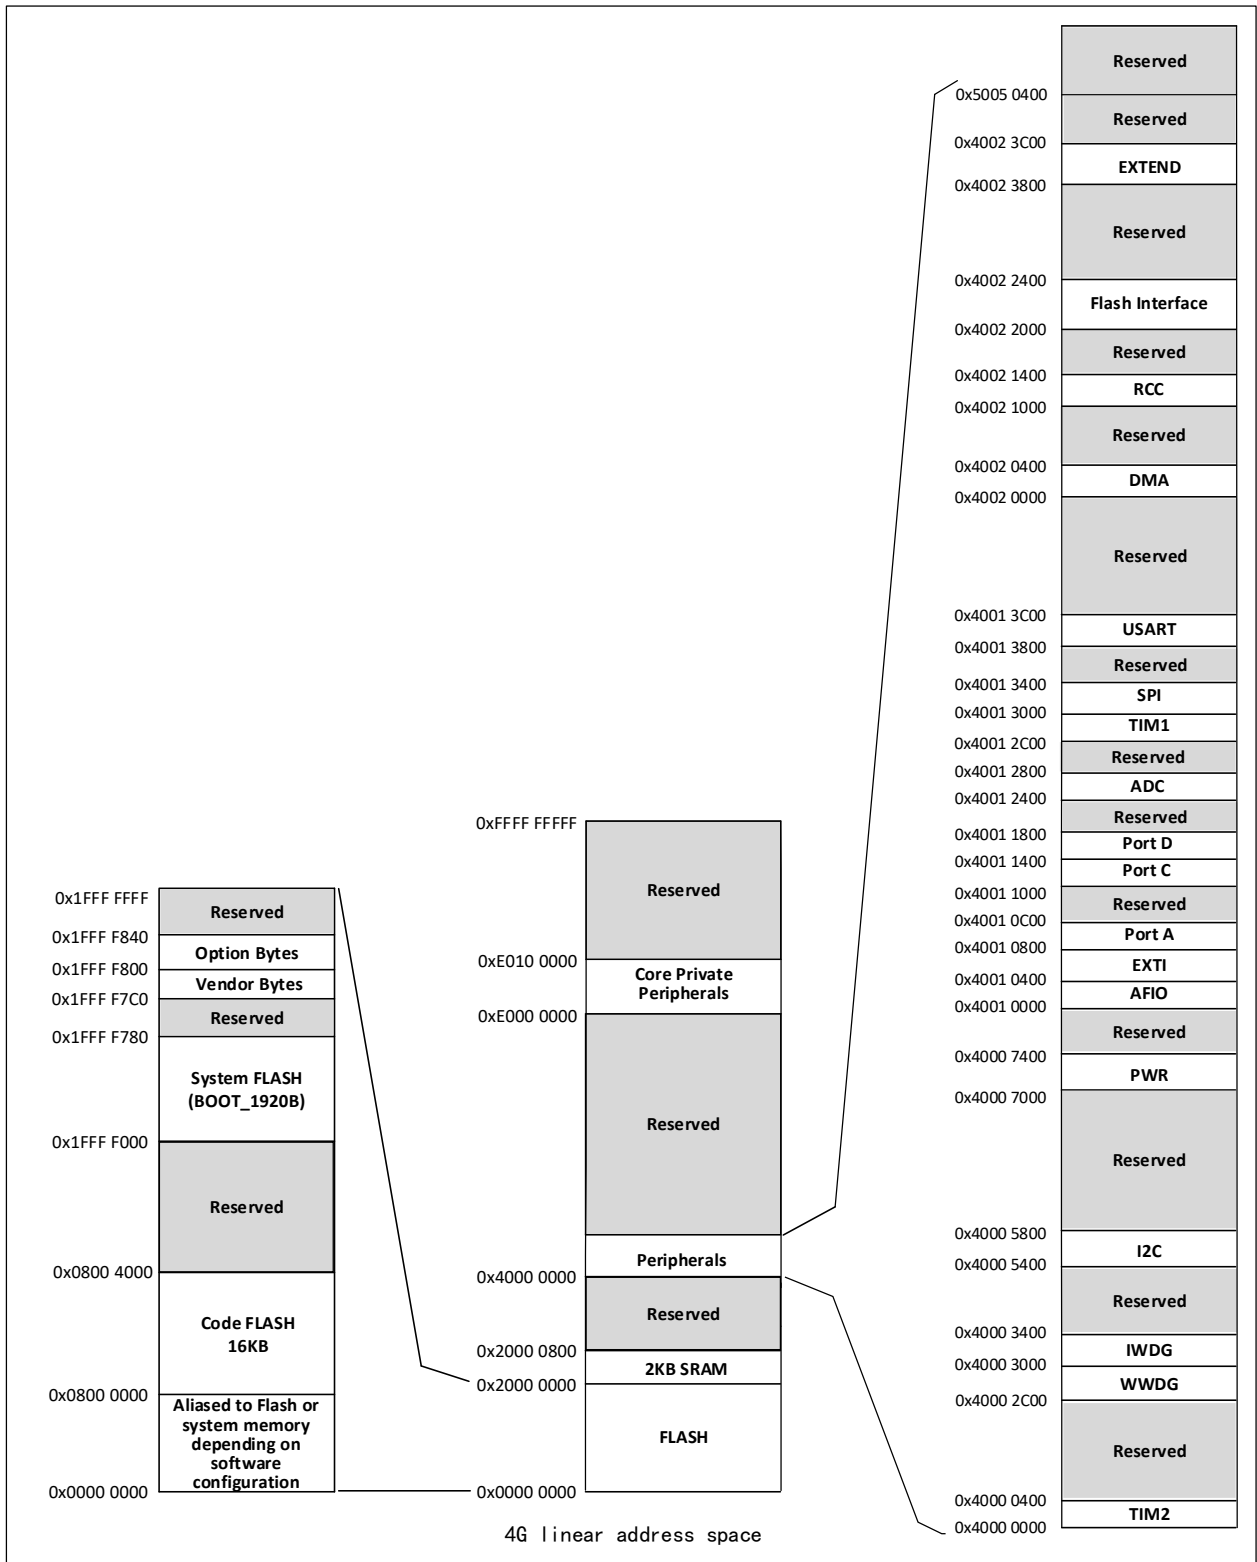 Reserved
0x5005 0400
Reserved
0x4002 3C00
EXTEND
0x4002 3800
Reserved
0x4002 2400
Flash Interface
0x4002 2000
Reserved
0x4002 1400
RCC
0x4002 1000
Reserved
0x4002 0400
DMA
0x4002 0000
Reserved
0x4001 3C00
USART
0x4001 3800
Reserved
0x4001 3400
SPI
0x4001 3000
TIM1
0x4001 2C00
Reserved
0x4001 2800
ADC
0x4001 2400
Reserved
0x4001 1800
Port D
0x4001 1400
Port C
0x4001 1000
Reserved
0x4001 0C00
Port A
0x4001 0800
EXTI
0x4001 0400
AFIO
0x4001 0000
Reserved
0x4000 7400
PWR
0x4000 7000
Reserved
0x4000 5800
I2C
0x4000 5400
Reserved
0x4000 3400
IWDG
0x4000 3000
WWDG
0x4000 2C00
Reserved
0x4000 0400
TIM2
0x4000 0000
0xFFFF FFFFF
Reserved
0xE010 0000
Core Private
Peripherals
0xE000 0000
Reserved
Peripherals
0x4000 0000
Reserved
0x2000 0800
2KB SRAM
0x2000 0000
FLASH
0x0000 0000
0x1FFF FFFF
Reserved
0x1FFF F840
Option Bytes
0x1FFF F800
Vendor Bytes
0x1FFF F7C0
Reserved
0x1FFF F780
System FLASH
(BOOT_1920B)
0x1FFF F000
Reserved
0x0800 4000
Code FLASH
16KB
0x0800 0000
Aliased to Flash or
system memory
depending on
software
configuration
0x0000 0000
4G linear address space